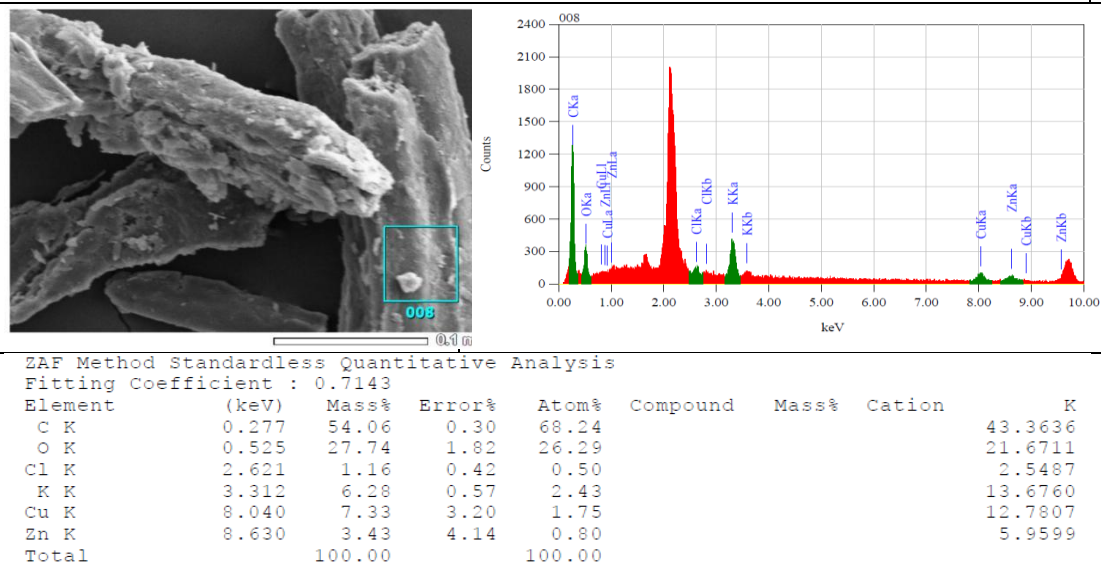 008
0.1 m
008
Counts
2400
2100
1800
1500
1200
900
600
300
0
CKa
OKa
CuLa
ZnLl
CuLl
ZnLa
ClKa
ClKb
KKa
KKb
CuKa
ZnKa
CuKb
ZnKb
0.00 1.00 2.00 3.00 4.00 5.00 6.00 7.00 8.00 9.00 10.00
keV
ZAF Method Standardless Quantitative Analysis
Fitting Coefficient : 0.7143
Element (keV) Mass% Error% Atom% Compound Mass% Cation K
C K 0.277 54.06 0.30 68.24 43.3636
O K 0.525 27.74 1.82 26.29 21.6711
Cl K 2.621 1.16 0.42 0.50 2.5487
K K 3.312 6.28 0.57 2.43 13.6760
Cu K 8.040 7.33 3.20 1.75 12.7807
Zn K 8.630 3.43 4.14 0.80 5.9599
Total 100.00 100.00